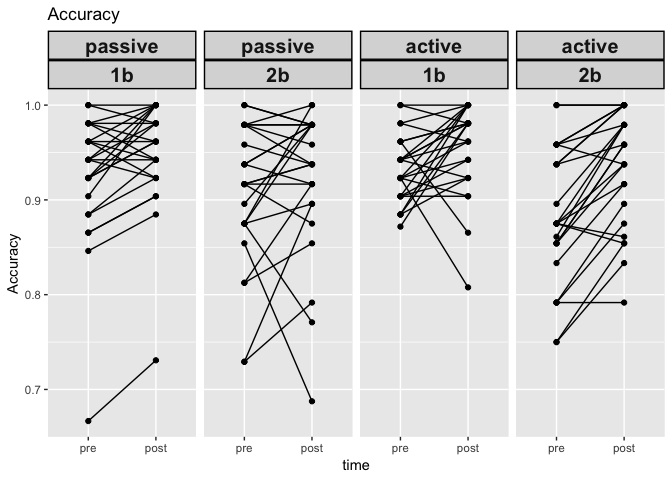 Accuracy
passive passive active active
1b 2b 1b 2b
1.0
0.9
0.8
0.7
Accuracy
pre post pre post pre post pre post
time